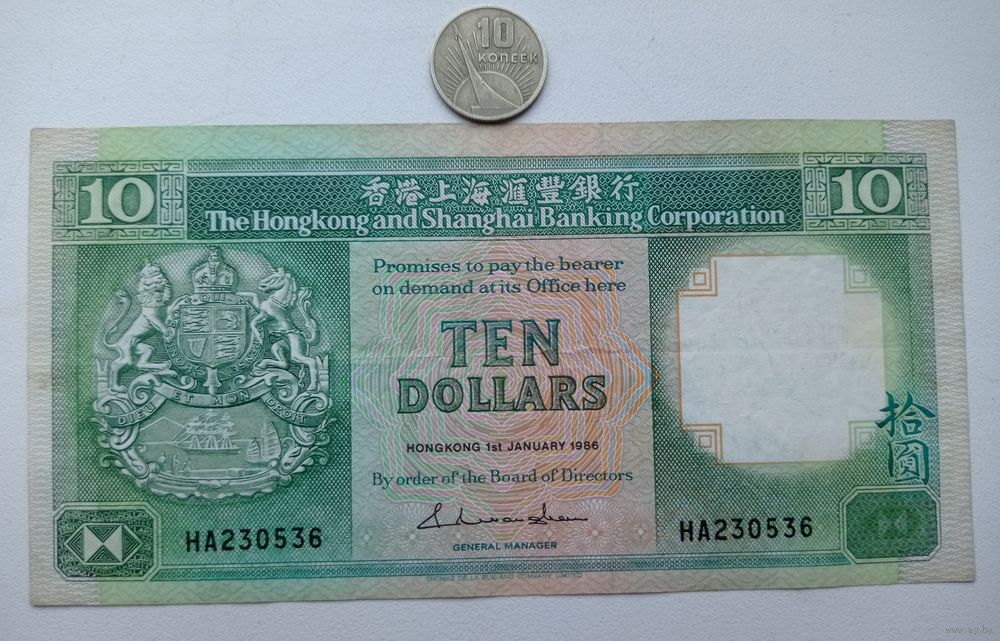 10
КОПЕЕК
香港上海滙豐銀行
10
10
The Hongkong and Shanghai Banking Corporation
Promises to pay the bearer
on demand at its Office here
TEN
DOLLARS
HONGKONG 1st JANUARY 1986
By order of the Board of Directors
GENERAL MANAGER
DIEU ET MON DROIT
拾圓
HA230536
HA230536
THOMAS DE LA RUE AND COMPANY LIMITED
www.ay.by